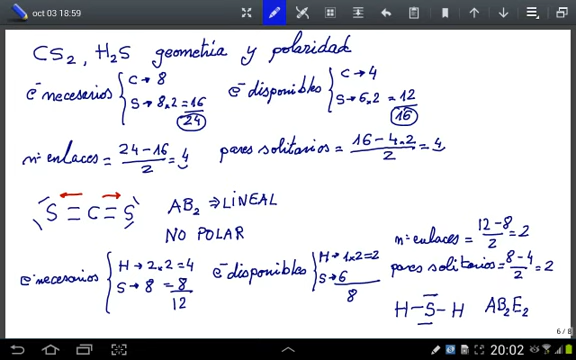 oct 03 18:59
CS2, H2S geometría y polaridad
e⁻ necesarios { C → 8
S → 8×2 = 16
24
e⁻ disponibles { C → 4
S → 6×2 = 12
16
nº enlaces = 24-16/2 = 4
pares solitarios = 16-4·2/2 = 4
S = C = S
AB2 ⇒ LINEAL
NO POLAR
e⁻ necesarios { H → 2×2 = 4
S → 8 = 8
12
e⁻ disponibles { H → 1×2 = 2
S → 6
8
nº enlaces = 12-8/2 = 2
pares solitarios = 8-4/2 = 2
H - S - H AB2E2
6 / 8
20:02